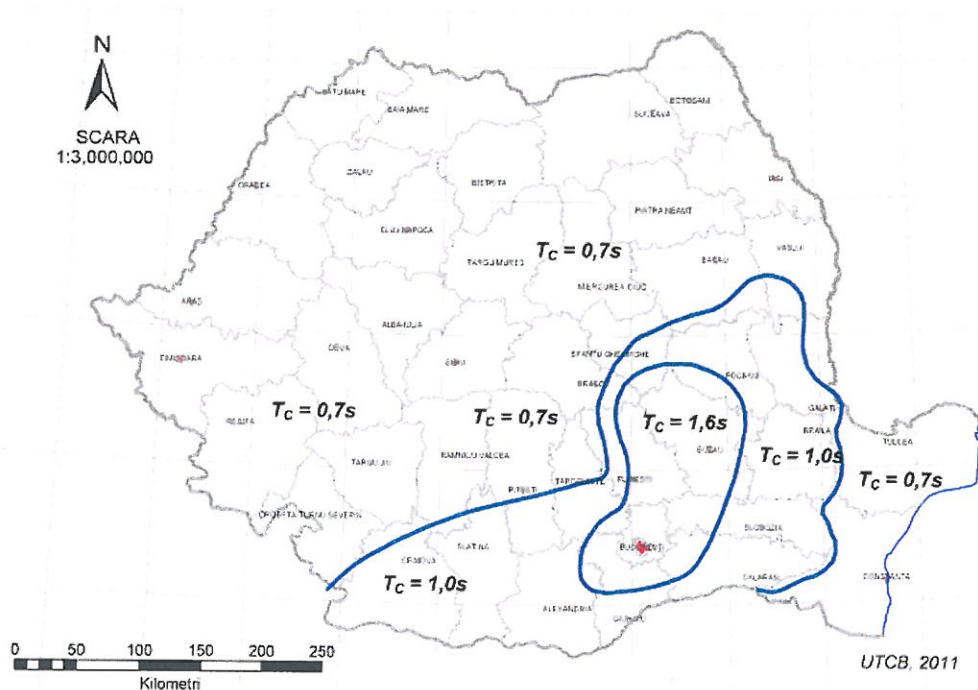 N
SCARA
1:3,000,000
SATU MARE
BAIA MARE
BOTOSANI
SUCEAVA
IASI
ZALAU
ORADEA
BISTRITA
PIATRA NEAMT
CLUJ NAPOCA
TARGU MURES
TC = 0,7s
BACAU
VASLUI
MIERCUREA CIUC
ARAD
ALBA IULIA
DEVA
TIMISOARA
SIBIU
SFANTU GHEORGHE
BRASOV
FOCSANI
RESITA
TC = 0,7s
TC = 0,7s
TC = 1,6s
GALATI
BRAILA
TULCEA
BUZAU
TC = 1,0s
TARGU JIU
RAMNICU VALCEA
TC = 0,7s
PITESTI
TARGOVISTE
PLOIESTI
DROBETA TURNU SEVERIN
SLOBOZIA
SLATINA
BUCURESTI
CRAIOVA
CALARASI
CONSTANTA
TC = 1,0s
ALEXANDRIA
GIURGIU
0 50 100 150 200 250
Kilometri
UTCB, 2011